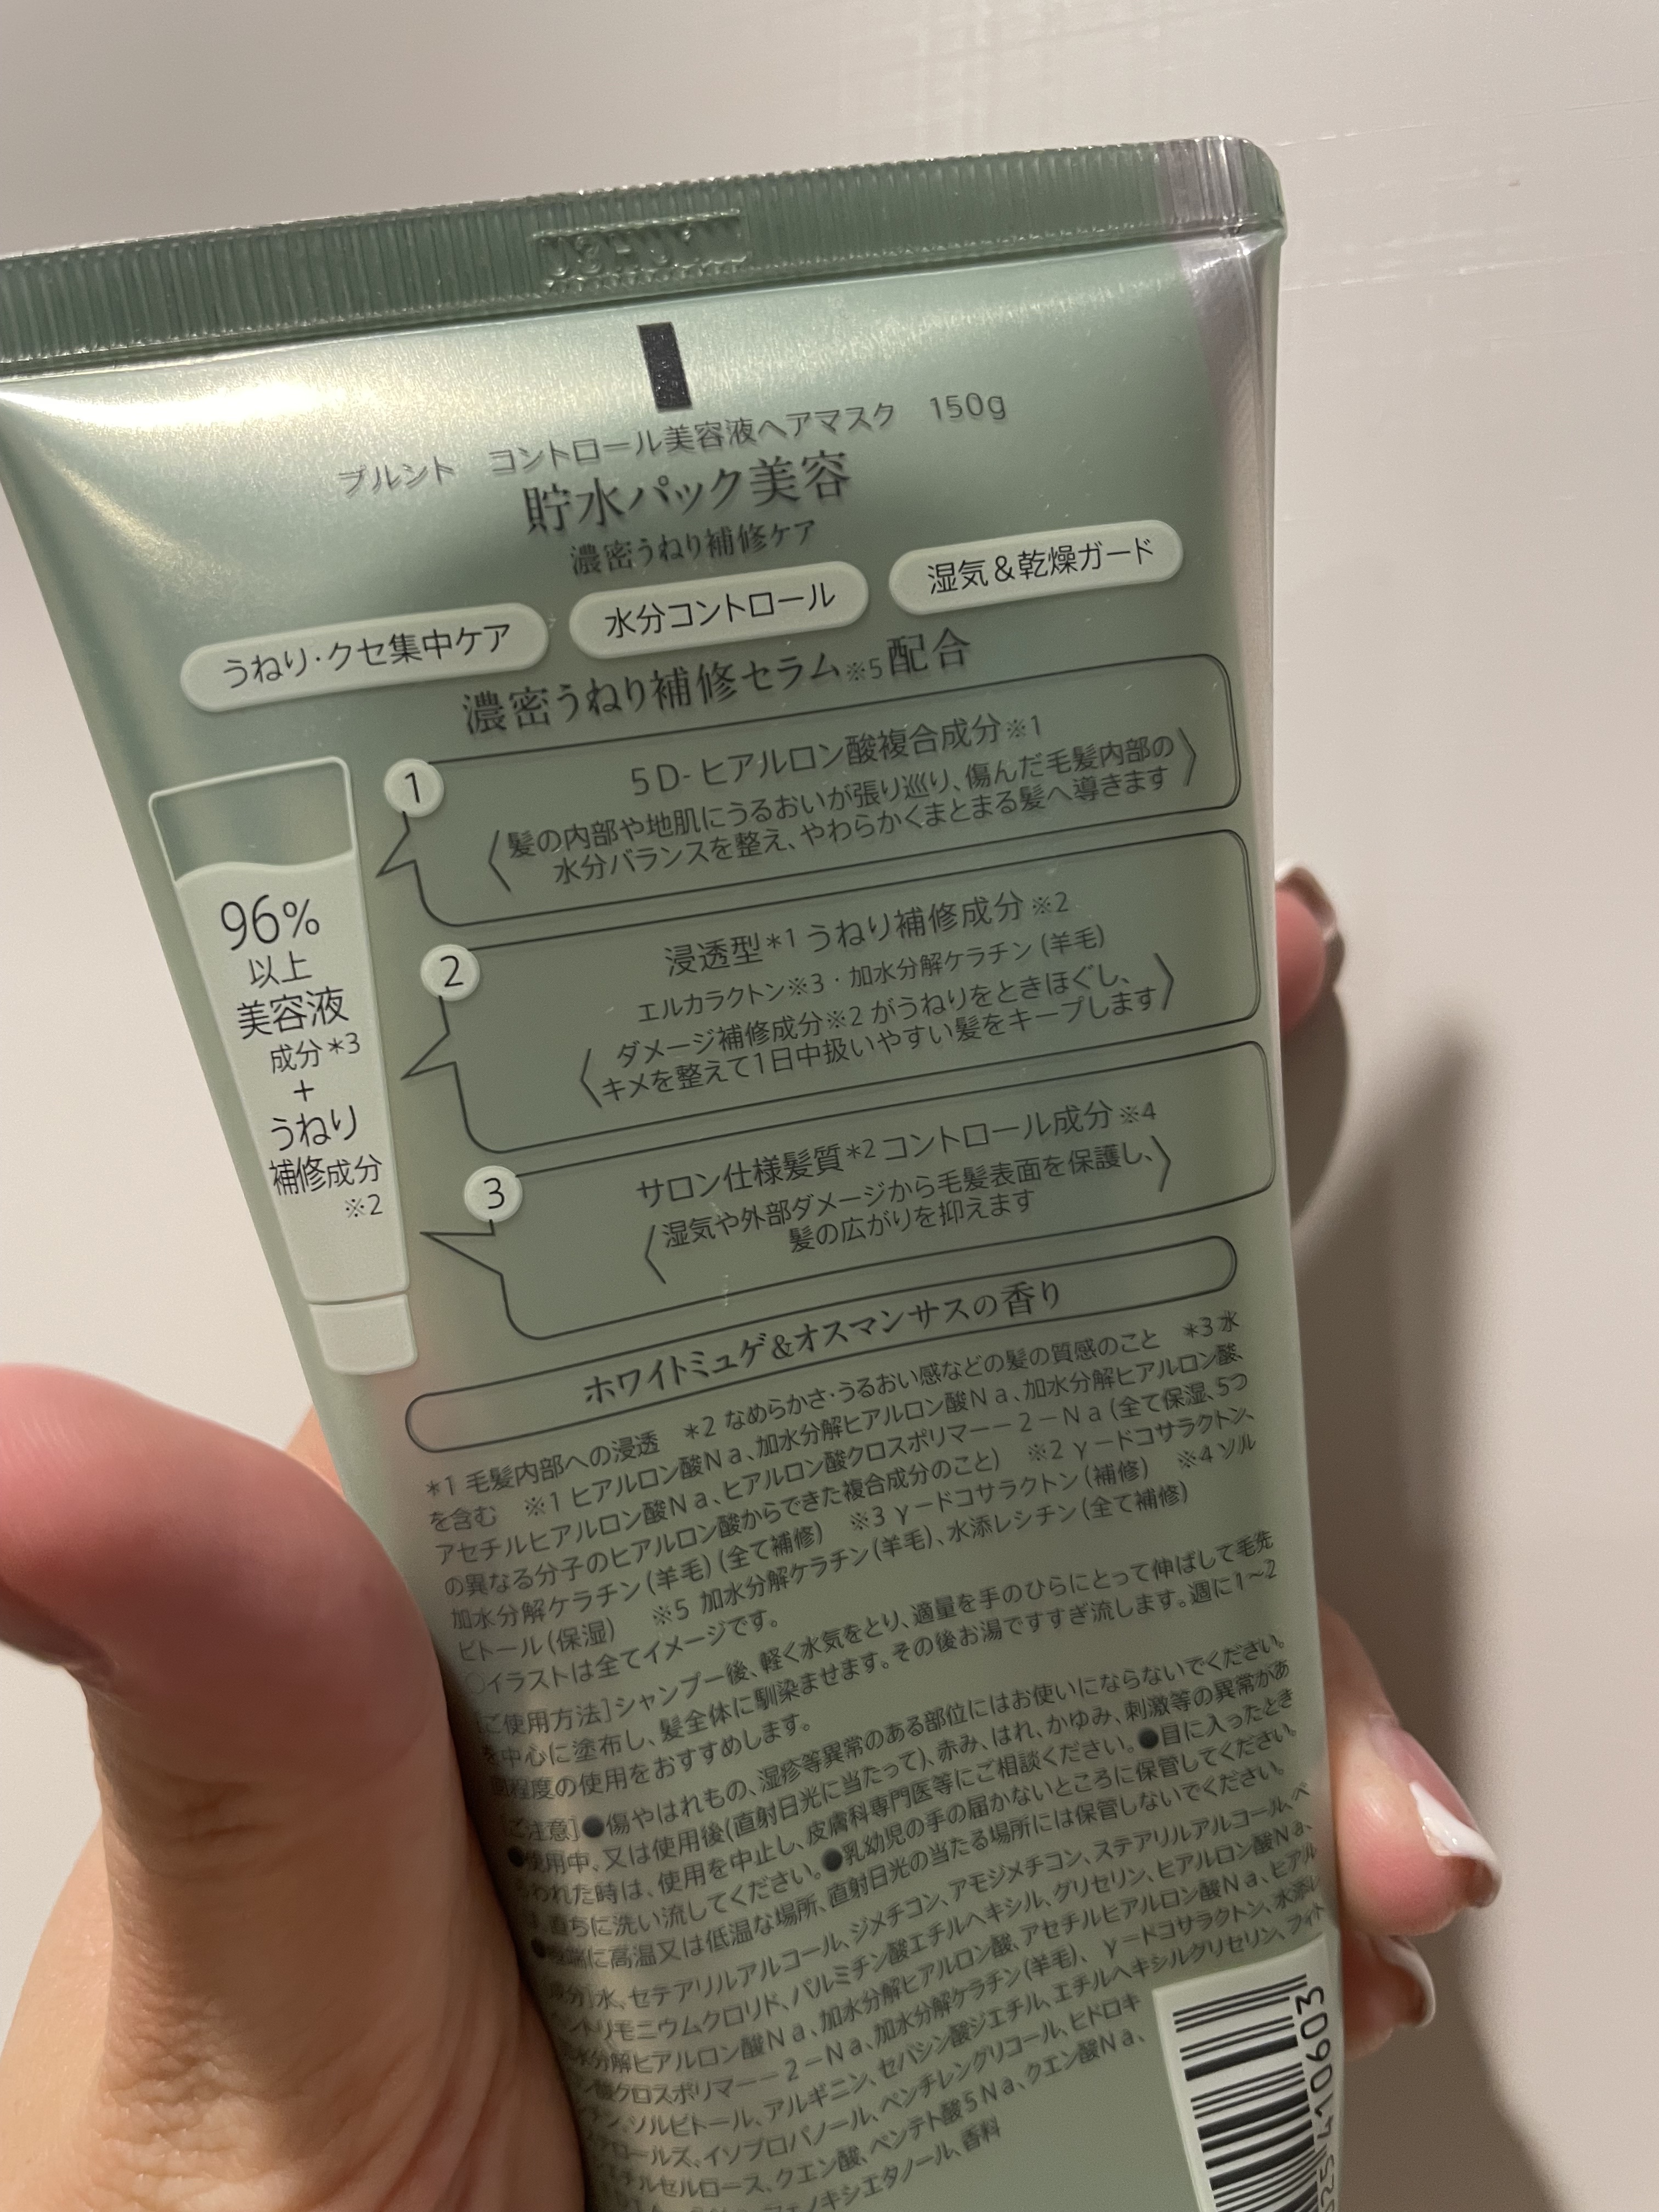 プルント コントロール美容液ヘアマスク 150g
貯水パック美容
濃密うねり補修ケア
うねり・クセ集中ケア 水分コントロール 湿気&乾燥ガード
濃密うねり補修セラム※5配合
1
5D-ヒアルロン酸複合成分※1
髪の内部や地肌にうるおいが張り巡り、傷んだ毛髪内部の
水分バランスを整え、やわらかくまとまる髪へ導きます
2
浸透型*1うねり補修成分※2
エルカラクトン※3・加水分解ケラチン(羊毛)
ダメージ補修成分※2がうねりをときほぐし、
キメを整えて1日中扱いやすい髪をキープします
3
サロン仕様髪質*2コントロール成分※4
湿気や外部ダメージから毛髪表面を保護し、
髪の広がりを抑えます
96%
以上
美容液
成分*3
+
うねり
補修成分
※2
ホワイトミュゲ&オスマンサスの香り
*1 毛髪内部への浸透 *2 なめらかさ・うるおい感などの髪の質感のこと *3 水
を含む ※1 ヒアルロン酸Na、加水分解ヒアルロン酸Na、加水分解ヒアルロン酸、
アセチルヒアルロン酸Na、ヒアルロン酸クロスポリマー-2-Na(全て保湿、5つ
の異なる分子のヒアルロン酸からできた複合成分のこと) ※2 γ-ドコサラクトン、
加水分解ケラチン(羊毛)(全て補修) ※3 γ-ドコサラクトン(補修) ※4 ソル
ビトール(保湿) ※5 加水分解ケラチン(羊毛)、水添レシチン(全て補修)
○イラストは全てイメージです。
[ご使用方法]シャンプー後、軽く水気をとり、適量を手のひらにとって伸ばして毛先
を中心に塗布し、髪全体に馴染ませます。その後お湯ですすぎ流します。週に1~2
回程度の使用をおすすめします。
[ご注意]●傷やはれもの、湿疹等異常のある部位にはお使いにならないでください。
●使用中、又は使用後(直射日光に当たって)、赤み、はれ、かゆみ、刺激等の異常があ
らわれた時は、使用を中止し、皮膚科専門医等にご相談ください。●目に入ったとき
は、直ちに洗い流してください。●乳幼児の手の届かないところに保管してください。
●極端に高温又は低温な場所、直射日光の当たる場所には保管しないでください。
水、セテアリルアルコール、ジメチコン、アモジメチコン、ステアリルアルコール、ベ
ヘントリモニウムクロリド、パルミチン酸エチルヘキシル、グリセリン、ヒアルロン酸Na、
加水分解ヒアルロン酸Na、加水分解ヒアルロン酸、アセチルヒアルロン酸Na、ヒアル
ロン酸クロスポリマー-2-Na、加水分解ケラチン(羊毛)、γ-ドコサラクトン、水添レ
シチン、ソルビトール、アルギニン、セバシン酸ジエチル、エチルヘキシルグリセリン、フィト
ステロールズ、イソプロパノール、ペンチレングリコール、ヒドロキ
シエチルセルロース、クエン酸、ペンテト酸5Na、クエン酸Na、
フェノキシエタノール、香料